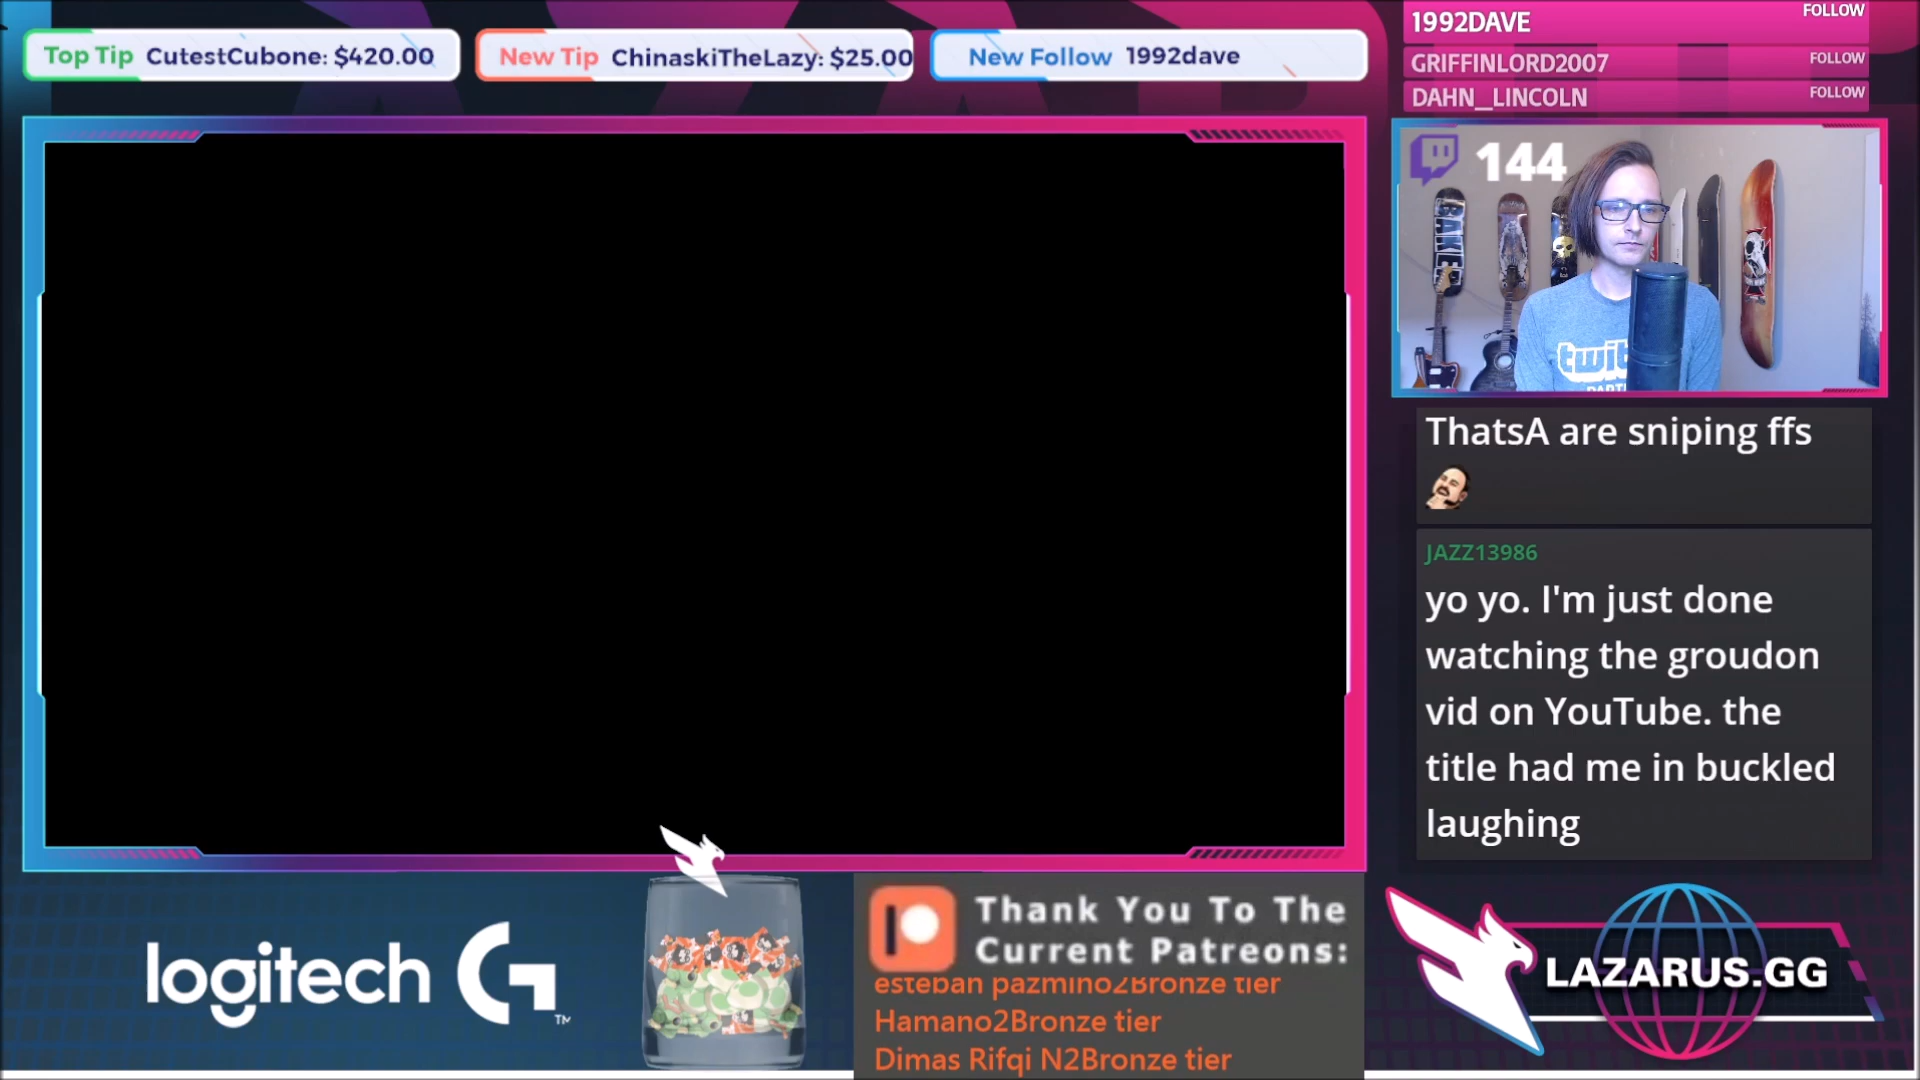 Top Tip CutestCubone: $420.00
New Tip ChinaskiTheLazy: $25.00
New Follow 1992dave
1992DAVE FOLLOW
GRIFFINLORD2007 FOLLOW
DAHN_LINCOLN FOLLOW
144
twit
PART
ThatsA are sniping ffs
JAZZ13986
yo yo. I'm just done
watching the groudon
vid on YouTube. the
title had me in buckled
laughing
logitech G
TM
Thank You To The
Current Patreons:
esteban pazmino2Bronze tier
Hamano2Bronze tier
Dimas Rifqi N2Bronze tier
LAZARUS.GG